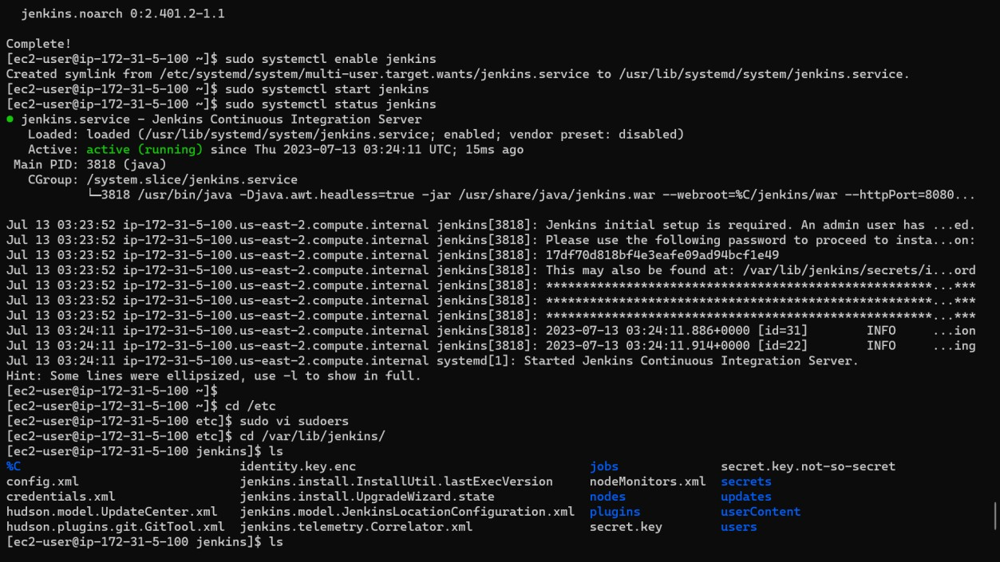 jenkins.noarch 0:2.401.2-1.1
Complete!
[ec2-user@ip-172-31-5-100 ~]$ sudo systemctl enable jenkins
Created symlink from /etc/systemd/system/multi-user.target.wants/jenkins.service to /usr/lib/systemd/system/jenkins.service.
[ec2-user@ip-172-31-5-100 ~]$ sudo systemctl start jenkins
[ec2-user@ip-172-31-5-100 ~]$ sudo systemctl status jenkins
● jenkins.service - Jenkins Continuous Integration Server
Loaded: loaded (/usr/lib/systemd/system/jenkins.service; enabled; vendor preset: disabled)
Active: active (running) since Thu 2023-07-13 03:24:11 UTC; 15ms ago
Main PID: 3818 (java)
CGroup: /system.slice/jenkins.service
└─3818 /usr/bin/java -Djava.awt.headless=true -jar /usr/share/java/jenkins.war --webroot=%C/jenkins/war --httpPort=8080...
Jul 13 03:23:52 ip-172-31-5-100.us-east-2.compute.internal jenkins[3818]: Jenkins initial setup is required. An admin user has ...ed.
Jul 13 03:23:52 ip-172-31-5-100.us-east-2.compute.internal jenkins[3818]: Please use the following password to proceed to insta...on:
Jul 13 03:23:52 ip-172-31-5-100.us-east-2.compute.internal jenkins[3818]: 17df70d818bf4e3eafe09ad94bcf1e49
Jul 13 03:23:52 ip-172-31-5-100.us-east-2.compute.internal jenkins[3818]: This may also be found at: /var/lib/jenkins/secrets/i...ord
Jul 13 03:23:52 ip-172-31-5-100.us-east-2.compute.internal jenkins[3818]: *****************************************************...***
Jul 13 03:23:52 ip-172-31-5-100.us-east-2.compute.internal jenkins[3818]: *****************************************************...***
Jul 13 03:23:52 ip-172-31-5-100.us-east-2.compute.internal jenkins[3818]: *****************************************************...***
Jul 13 03:24:11 ip-172-31-5-100.us-east-2.compute.internal jenkins[3818]: 2023-07-13 03:24:11.886+0000 [id=31] INFO ...ion
Jul 13 03:24:11 ip-172-31-5-100.us-east-2.compute.internal jenkins[3818]: 2023-07-13 03:24:11.914+0000 [id=22] INFO ...ing
Jul 13 03:24:11 ip-172-31-5-100.us-east-2.compute.internal systemd[1]: Started Jenkins Continuous Integration Server.
Hint: Some lines were ellipsized, use -l to show in full.
[ec2-user@ip-172-31-5-100 ~]$
[ec2-user@ip-172-31-5-100 ~]$ cd /etc
[ec2-user@ip-172-31-5-100 etc]$ sudo vi sudoers
[ec2-user@ip-172-31-5-100 etc]$ cd /var/lib/jenkins/
[ec2-user@ip-172-31-5-100 jenkins]$ ls
%C identity.key.enc jobs secret.key.not-so-secret
config.xml jenkins.install.InstallUtil.lastExecVersion nodeMonitors.xml secrets
credentials.xml jenkins.install.UpgradeWizard.state nodes updates
hudson.model.UpdateCenter.xml jenkins.model.JenkinsLocationConfiguration.xml plugins userContent
hudson.plugins.git.GitTool.xml jenkins.telemetry.Correlator.xml secret.key users
[ec2-user@ip-172-31-5-100 jenkins]$ ls